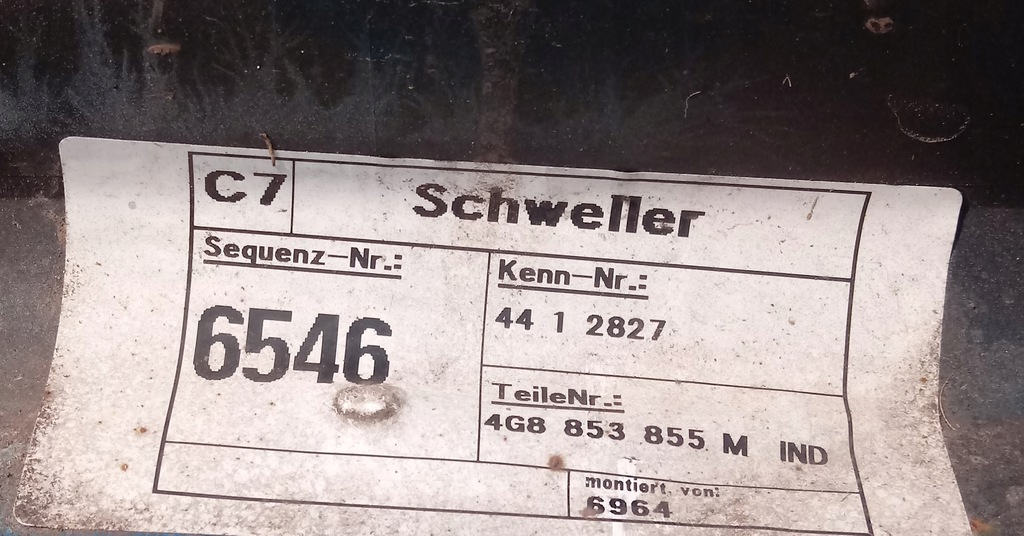 C7 Schweller
Sequenz-Nr.:
6546
Kenn-Nr.:
44 1 2827
TeileNr.:
4G8 853 855 M IND
montiert von:
6964